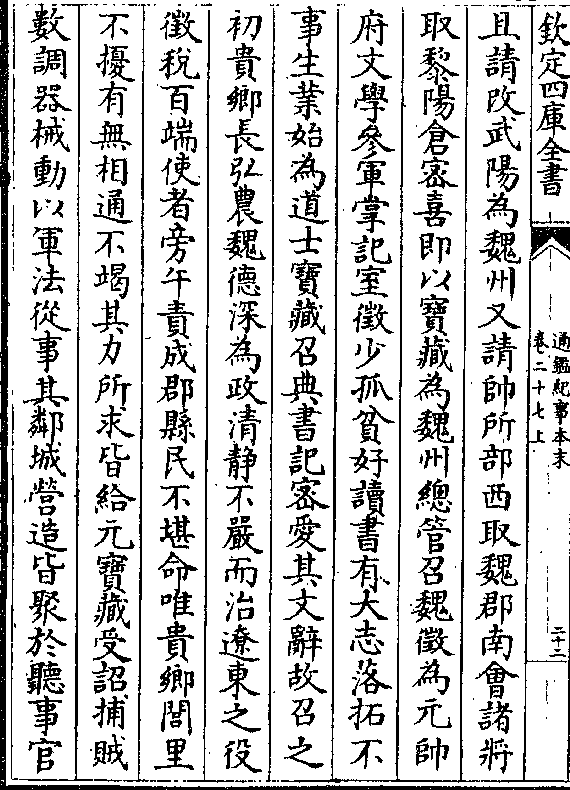 欽定四庫全書
通鑑紀事本末
卷二十七上
二十二
且請改武陽為魏州又請帥所部西取魏郡南會諸將
取黎陽倉密喜即以寶藏為魏州總管召魏徵為元帥
府文學參軍掌記室徵少孤貧好讀書有大志落拓不
事生業始為道士寶藏召典書記密愛其文辭故召之
初貴鄉長弘農魏德深為政清静不嚴而治遼東之役
徵稅百端使者旁午責成郡縣民不堪命唯貴鄉閭里
不擾有無相通不竭其力所求皆給元寶藏受詔捕賊
數調器械動以軍法從事其鄰城營造皆聚於聽事官